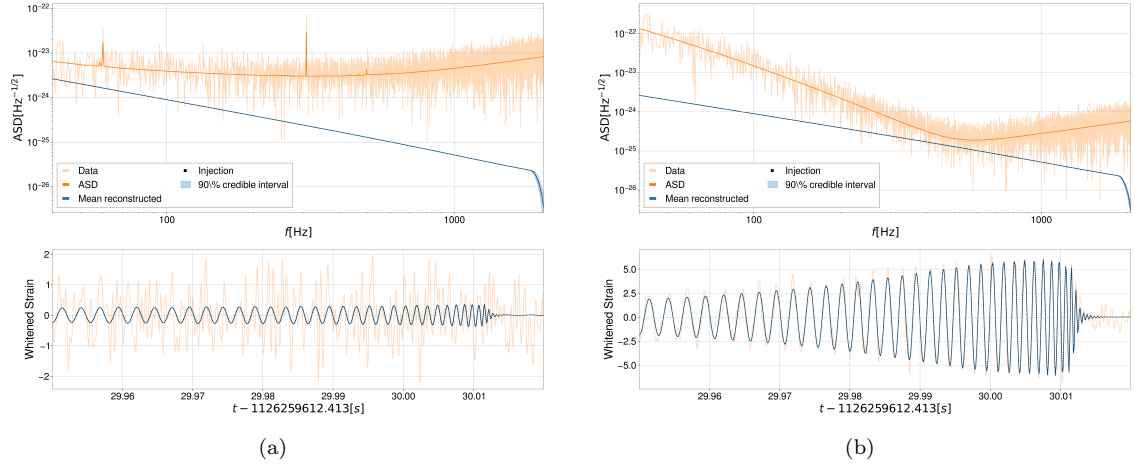 10⁻²²
10⁻²³
10⁻²⁴
10⁻²⁵
10⁻²⁶
ASD[Hz⁻¹ᐟ²]
Data
ASD
Mean reconstructed
Injection
90\% credible interval
100
1000
f[Hz]
2
1
0
−1
−2
Whitened Strain
29.96
29.97
29.98
29.99
30.00
30.01
t − 1126259612.413[s]
(a)
10⁻²²
10⁻²³
10⁻²⁴
10⁻²⁵
10⁻²⁶
ASD[Hz⁻¹ᐟ²]
Data
ASD
Mean reconstructed
Injection
90\% credible interval
100
1000
f[Hz]
5.0
2.5
0.0
−2.5
−5.0
Whitened Strain
29.96
29.97
29.98
29.99
30.00
30.01
t − 1126259612.413[s]
(b)